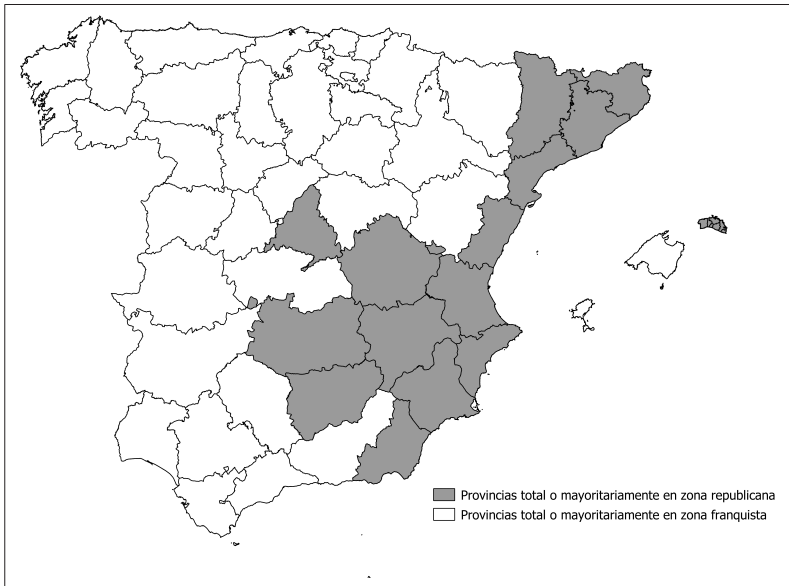 Provincias total o mayoritariamente en zona republicana
Provincias total o mayoritariamente en zona franquista